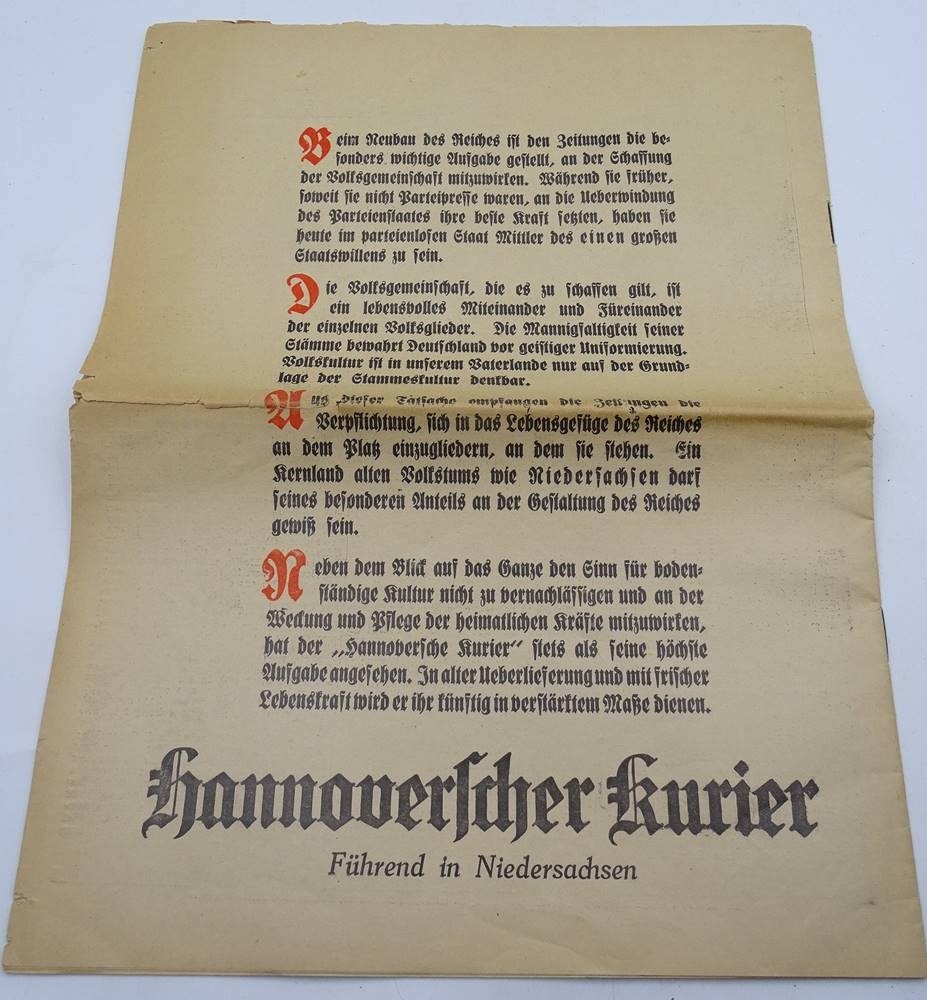 Beim Neubau des Reiches ist den Zeitungen die be-
sonders wichtige Aufgabe gestellt, an der Schaffung
der Volksgemeinschaft mitzuwirken. Während sie früher,
soweit sie nicht Parteipresse waren, an die Ueberwindung
des Parteienstaates ihre beste Kraft setzten, haben sie
heute im parteienlosen Staat Mittler des einen großen
Staatswillens zu sein.
Die Volksgemeinschaft, die es zu schaffen gilt, ist
ein lebensvolles Miteinander und Füreinander
der einzelnen Volksglieder. Die Mannigfaltigkeit seiner
Stämme bewahrt Deutschland vor geistiger Uniformierung.
Volkskultur ist in unserem Vaterlande nur auf der Grund-
lage der Stammeskultur denkbar.
Aus dieser Tatsache empfangen die Zeitungen die
Verpflichtung, sich in das Lebensgefüge des Reiches
an dem Platz einzugliedern, an dem sie stehen. Ein
Kernland alten Volkstums wie Niedersachsen darf
seines besonderen Anteils an der Gestaltung des Reiches
gewiß sein.
Neben dem Blick auf das Ganze den Sinn für boden-
ständige Kultur nicht zu vernachlässigen und an der
Weckung und Pflege der heimatlichen Kräfte mitzuwirken,
hat der „Hannoversche Kurier“ stets als seine höchste
Aufgabe angesehen. In alter Ueberlieferung und mit frischer
Lebenskraft wird er ihr künftig in verstärktem Maße dienen.
Hannoverscher Kurier
Führend in Niedersachsen